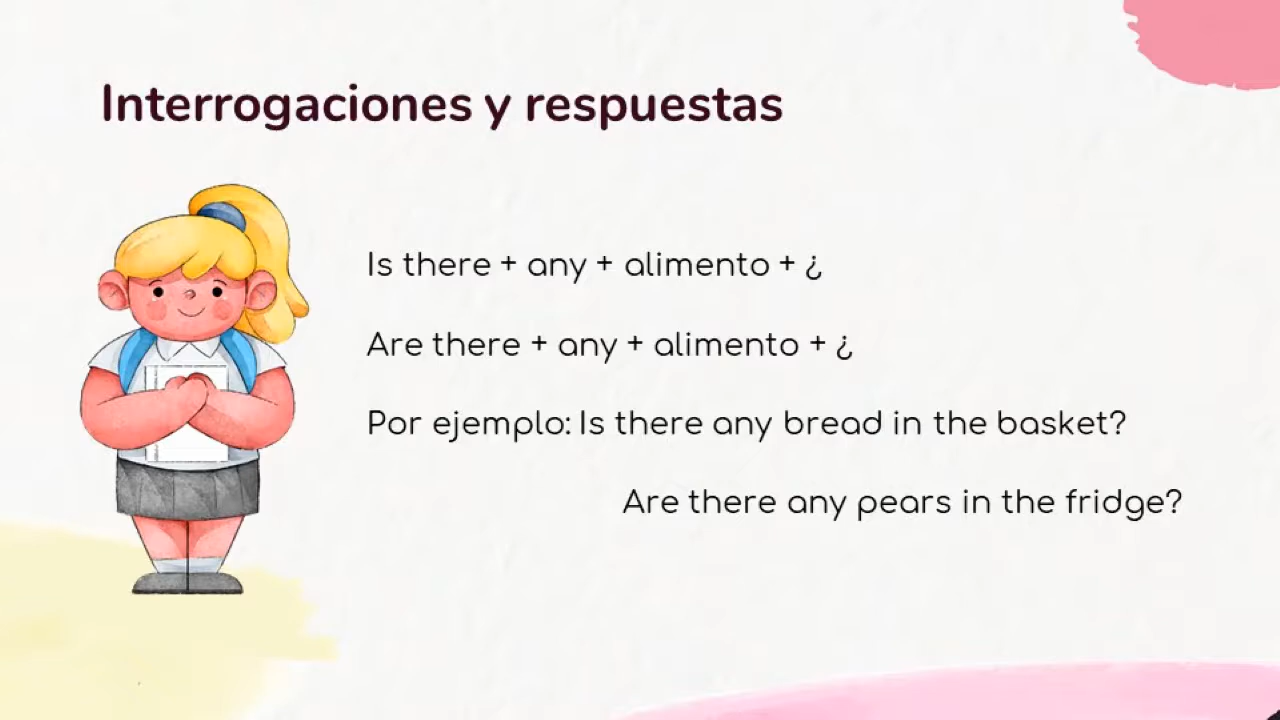 Interrogaciones y respuestas
Is there + any + alimento + ¿
Are there + any + alimento + ¿
Por ejemplo: Is there any bread in the basket?
Are there any pears in the fridge?